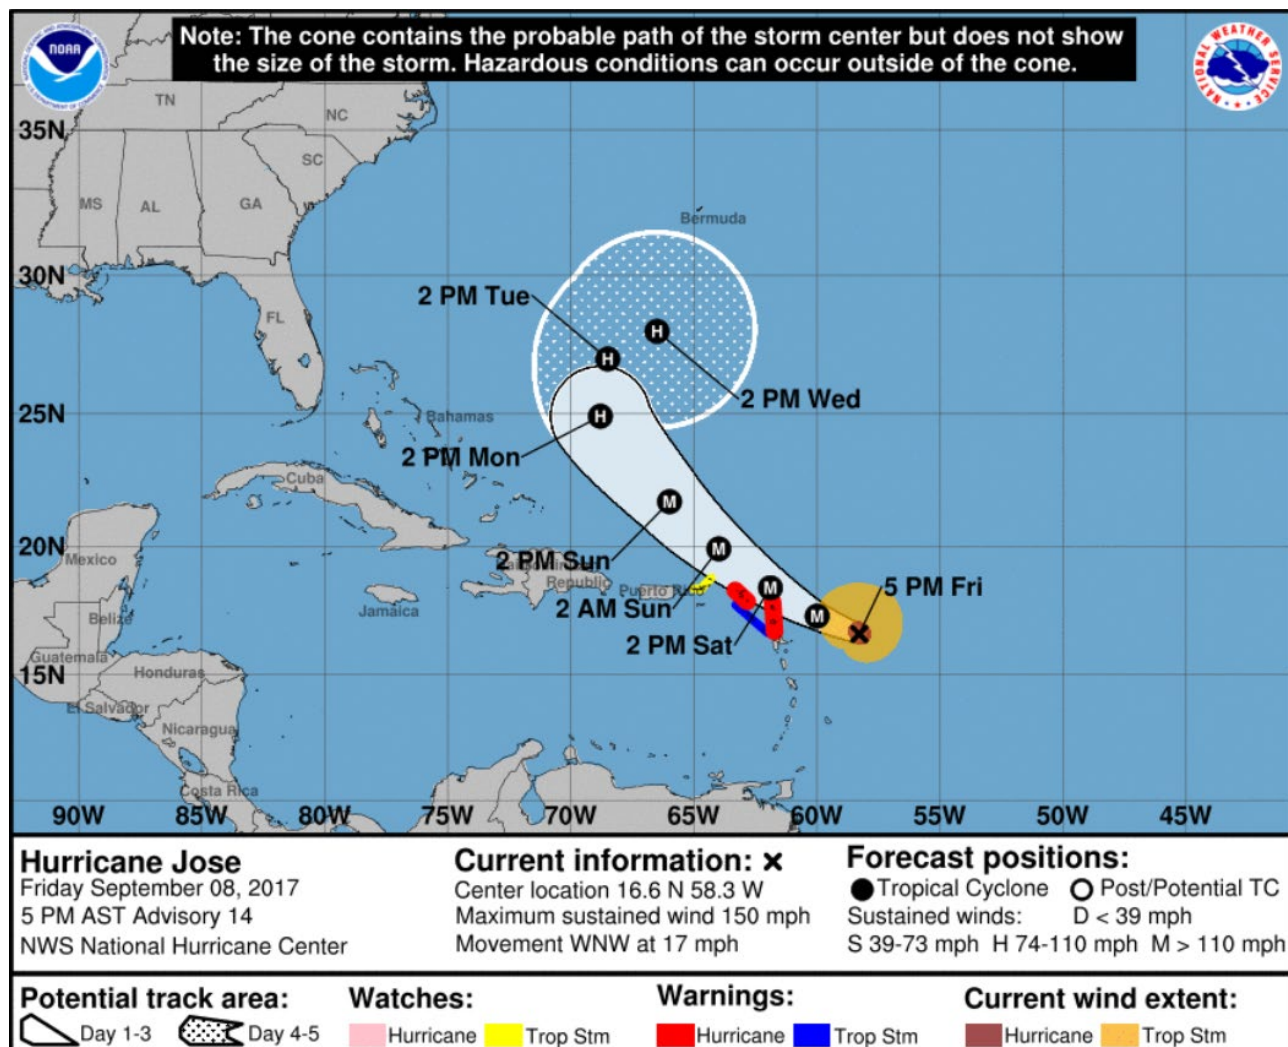 Note: The cone contains the probable path of the storm center but does not show
the size of the storm. Hazardous conditions can occur outside of the cone.
NOAA
NATIONAL WEATHER SERVICE
TN
NC
35N
SC
MS
AL
GA
Bermuda
30N
2 PM Tue
FL
2 PM Wed
25N
Bahamas
2 PM Mon
Cuba
20N
Mexico
2 PM Sun
Republic
Puerto Rico
5 PM Fri
2 AM Sun
Jamaica
Belize
2 PM Sat
Guatemala
15N
Honduras
El Salvador
Nicaragua
Costa Rica
H
H
H
M
M
M
M
90W 85W 80W 75W 70W 65W 60W 55W 50W 45W
Hurricane Jose
Friday September 08, 2017
5 PM AST Advisory 14
NWS National Hurricane Center
Current information: x
Center location 16.6 N 58.3 W
Maximum sustained wind 150 mph
Movement WNW at 17 mph
Forecast positions:
Tropical Cyclone Post/Potential TC
Sustained winds: D < 39 mph
S 39-73 mph H 74-110 mph M > 110 mph
Potential track area:
Day 1-3 Day 4-5
Watches:
Hurricane Trop Stm
Warnings:
Hurricane Trop Stm
Current wind extent:
Hurricane Trop Stm